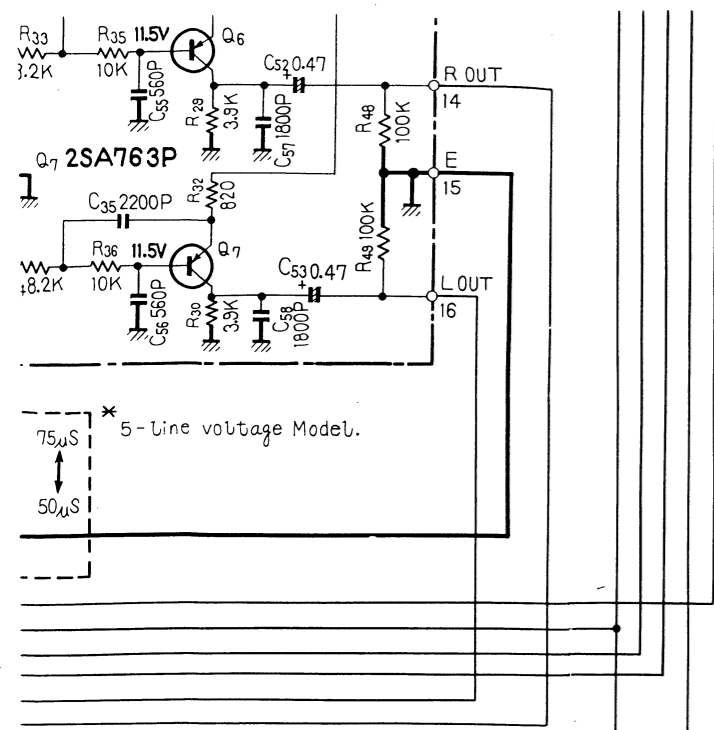 R33 R35 11.5V Q6
3.2K 10K
C55 560P
R29 3.9K
C52 0.47
C57 1800P
R48 100K
R OUT
14
Q7 2SA763P
E
15
R32 820
C35 2200P
R36 11.5V Q7
8.2K 10K
C56 560P
R30 3.9K
C53 0.47
C58 1800P
R49 100K
L OUT
16
* 5-line voltage Model.
75μS
50μS